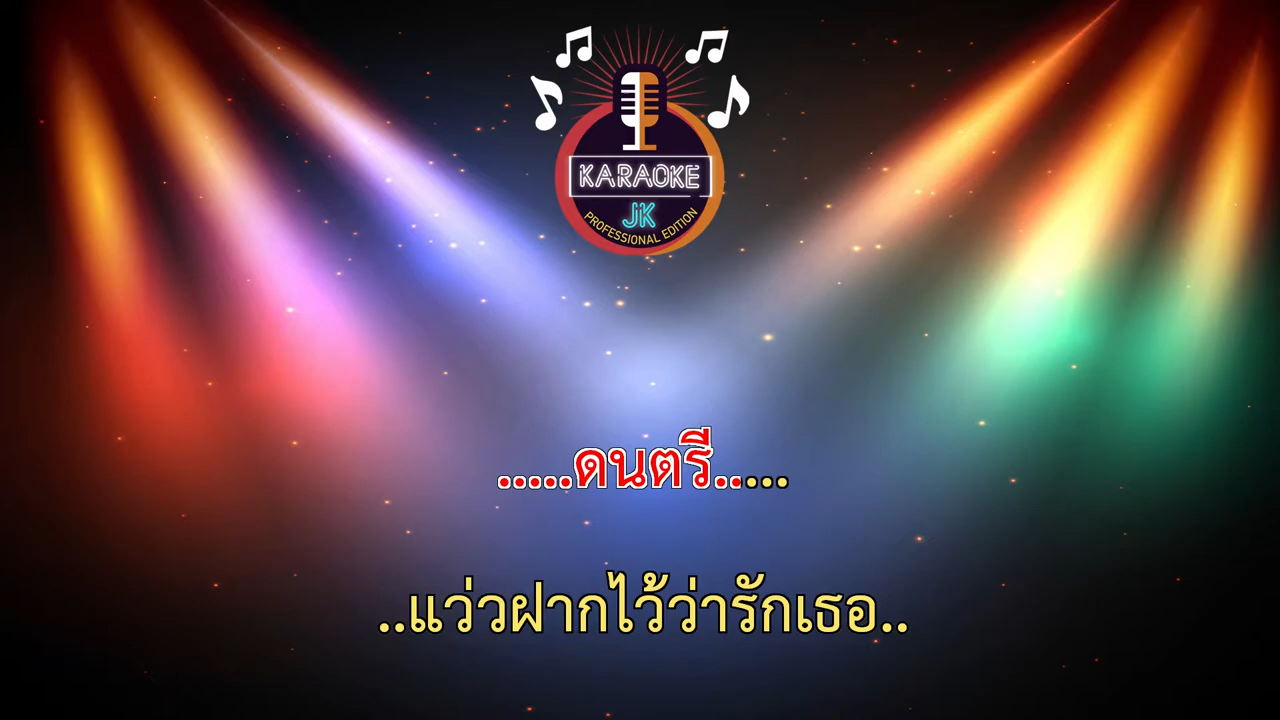 KARAOKE
JK
PROFESSIONAL EDITION
.....ดนตรี.....
..แว่วฝากไว้ว่ารักเธอ..